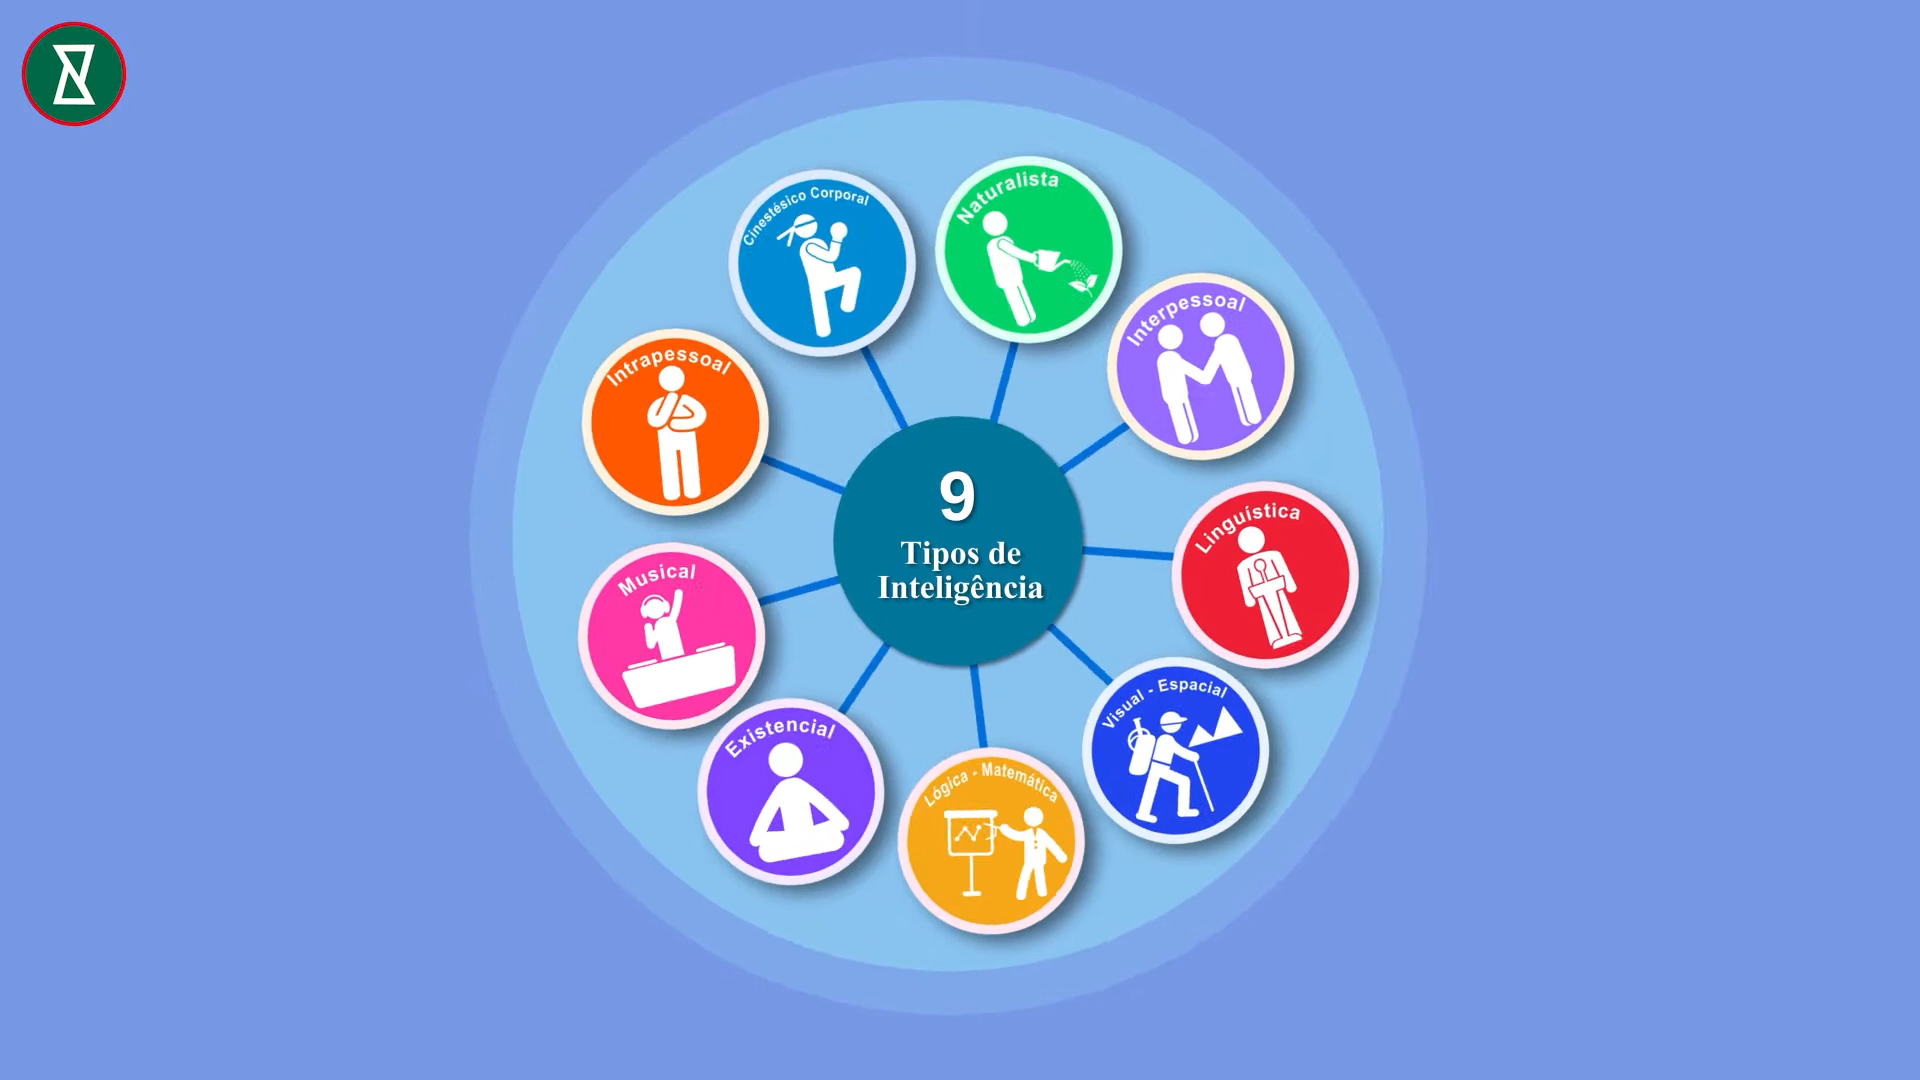 9
Tipos de
Inteligência
Cinestésico Corporal
Naturalista
Interpessoal
Linguística
Visual - Espacial
Lógica - Matemática
Existencial
Musical
Intrapessoal